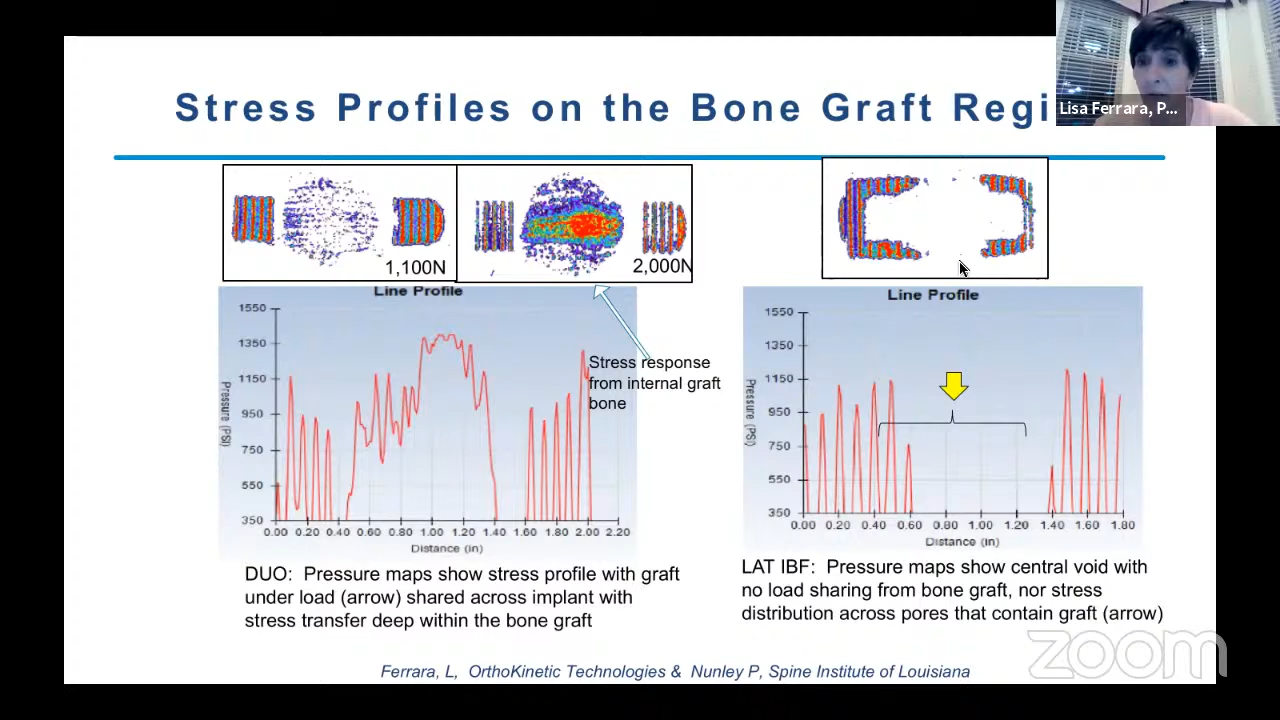 Stress Profiles on the Bone Graft Regi
Lisa Ferrara, P...
1,100N
2,000N
Line Profile
1550
1350
1150
950
750
550
350
Pressure (PSI)
0.00 0.20 0.40 0.60 0.80 1.00 1.20 1.40 1.60 1.80 2.00 2.20
Distance (in)
Stress response
from internal graft
bone
Line Profile
1550
1350
1150
950
750
550
350
Pressure (PSI)
0.00 0.20 0.40 0.60 0.80 1.00 1.20 1.40 1.60 1.80
Distance (in)
DUO: Pressure maps show stress profile with graft
under load (arrow) shared across implant with
stress transfer deep within the bone graft
LAT IBF: Pressure maps show central void with
no load sharing from bone graft, nor stress
distribution across pores that contain graft (arrow)
zoom
Ferrara, L, OrthoKinetic Technologies & Nunley P, Spine Institute of Louisiana